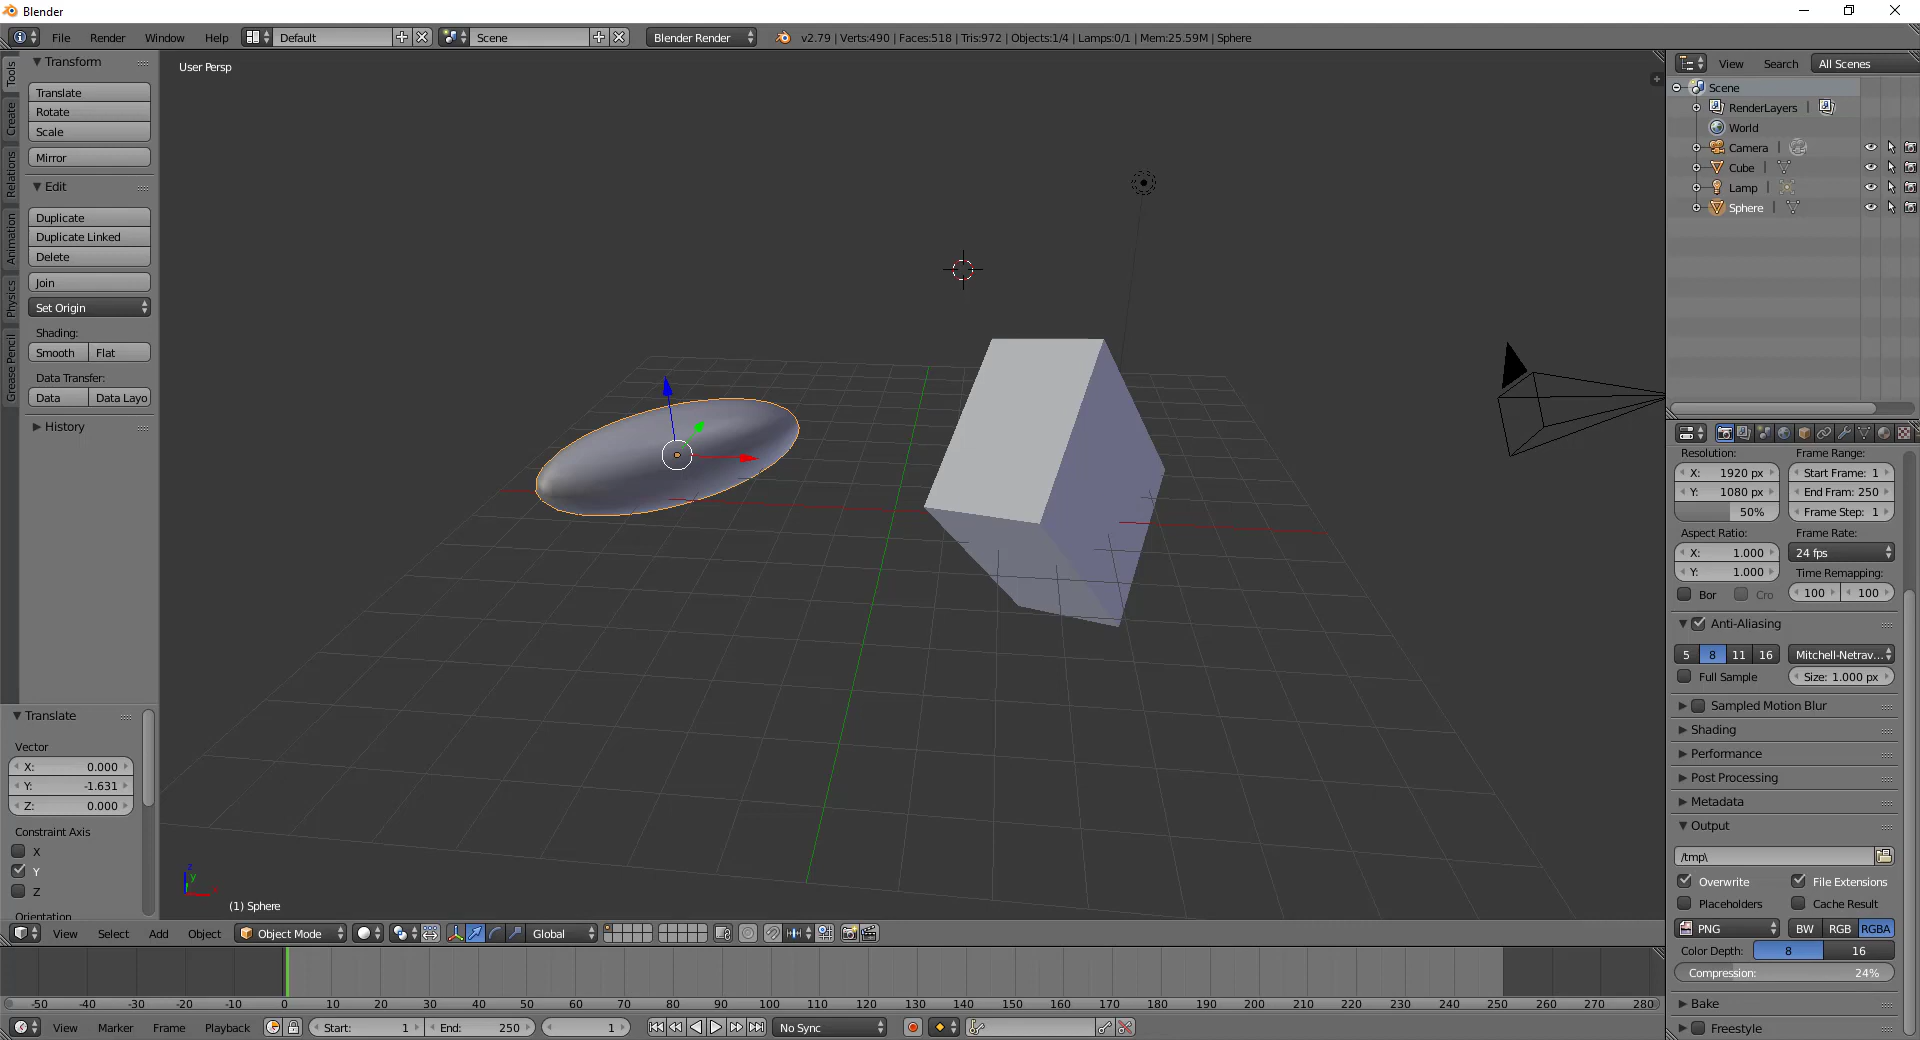 Blender
File Render Window Help Default Scene Blender Render v2.79 | Verts:490 | Faces:518 | Tris:972 | Objects:1/4 | Lamps:0/1 | Mem:25.59M | Sphere
Tools
Create
Relations
Animation
Physics
Grease Pencil
Transform
Translate
Rotate
Scale
Mirror
Edit
Duplicate
Duplicate Linked
Delete
Join
Set Origin
Shading:
Smooth Flat
Data Transfer:
Data Data Layo
History
Translate
Vector
X: 0.000
Y: -1.631
Z: 0.000
Constraint Axis
X
Y
Z
Orientation
User Persp
z
y
x
(1) Sphere
View Select Add Object Object Mode Global
View Search All Scenes
Scene
RenderLayers |
World
Camera |
Cube |
Lamp |
Sphere |
Resolution: Frame Range:
X: 1920 px Start Frame: 1
Y: 1080 px End Fram: 250
50% Frame Step: 1
Aspect Ratio: Frame Rate:
X: 1.000 24 fps
Y: 1.000 Time Remapping:
Bor Cro 100 100
Anti-Aliasing
5 8 11 16 Mitchell-Netrav...
Full Sample Size: 1.000 px
Sampled Motion Blur
Shading
Performance
Post Processing
Metadata
Output
/tmp\
Overwrite File Extensions
Placeholders Cache Result
PNG BW RGB RGBA
Color Depth: 8 16
Compression: 24%
Bake
Freestyle
-50 -40 -30 -20 -10 0 10 20 30 40 50 60 70 80 90 100 110 120 130 140 150 160 170 180 190 200 210 220 230 240 250 260 270 280
View Marker Frame Playback Start: 1 End: 250 1 No Sync